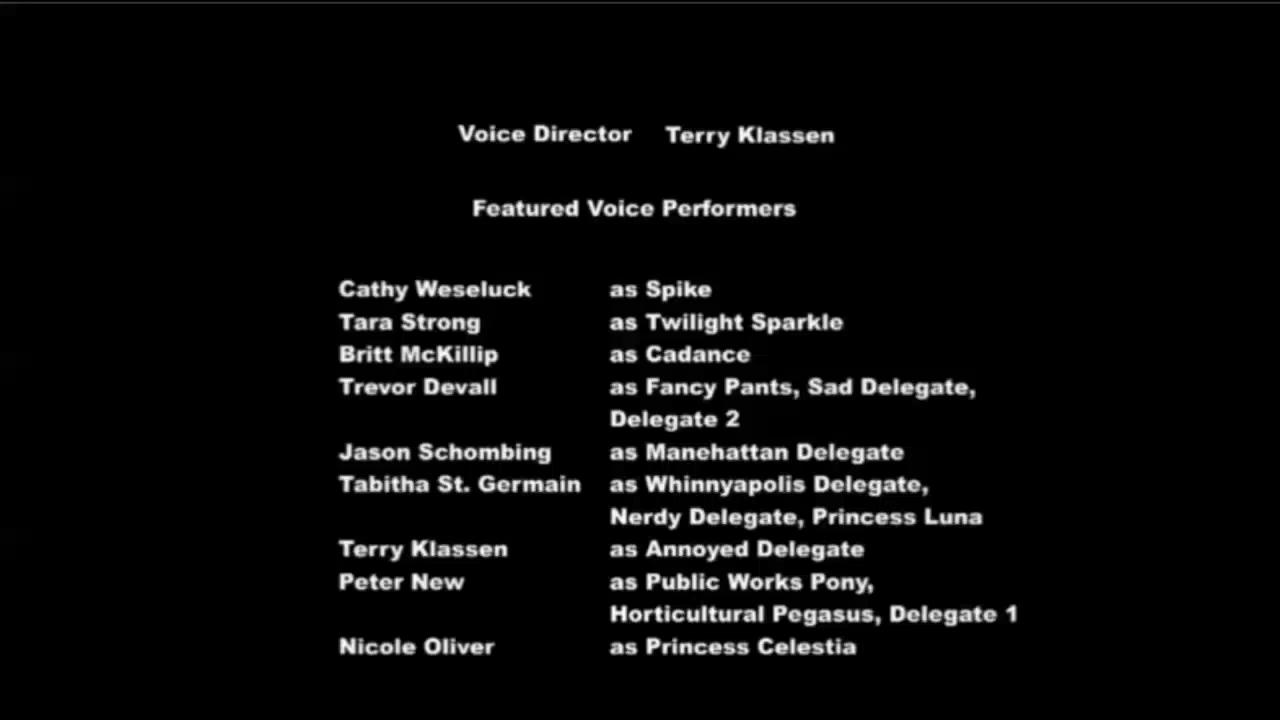 Voice Director Terry Klassen
Featured Voice Performers
Cathy Weseluck as Spike
Tara Strong as Twilight Sparkle
Britt McKillip as Cadance
Trevor Devall as Fancy Pants, Sad Delegate,
Delegate 2
Jason Schombing as Manehattan Delegate
Tabitha St. Germain as Whinnyapolis Delegate,
Nerdy Delegate, Princess Luna
Terry Klassen as Annoyed Delegate
Peter New as Public Works Pony,
Horticultural Pegasus, Delegate 1
Nicole Oliver as Princess Celestia